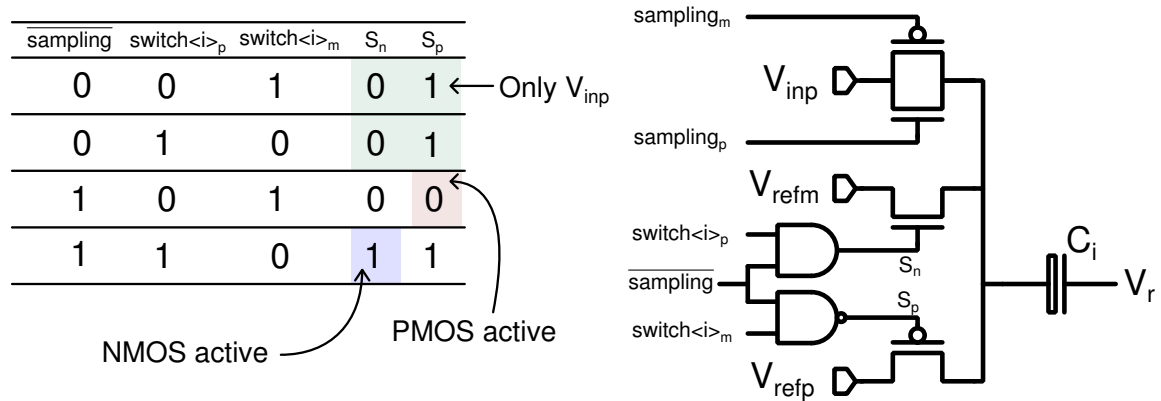 sampling switch<i>p switch<i>m Sn Sp
0 0 1 0 1
Only Vinp
0 1 0 0 1
1 0 1 0 0
1 1 0 1 1
NMOS active
PMOS active
samplingm
Vinp
samplingp
Vrefm
switch<i>p
Sn
sampling
Sp
switch<i>m
Vrefp
Ci
Vr